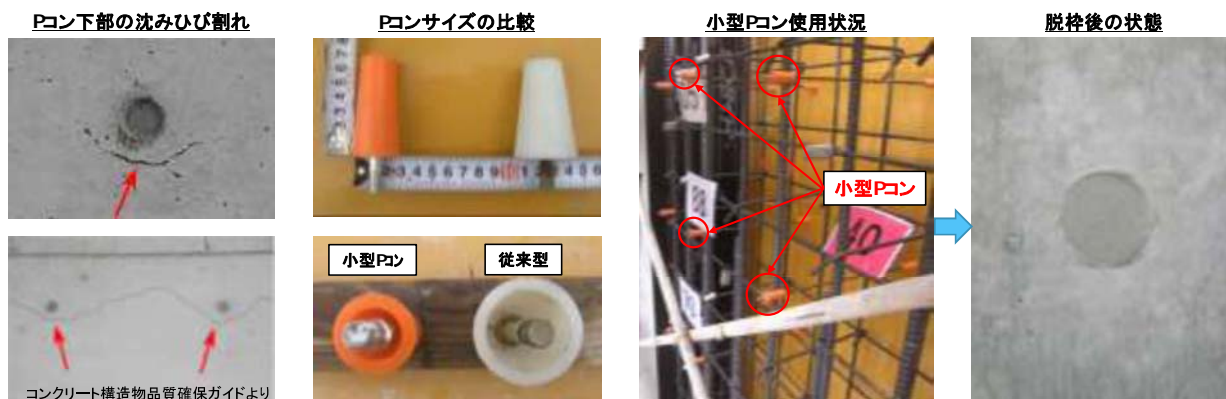 Pコン下部の沈みひび割れ
Pコンサイズの比較
小型Pコン使用状況
脱枠後の状態
小型Pコン
小型Pコン
従来型
40
コンクリート構造物品質確保ガイドより